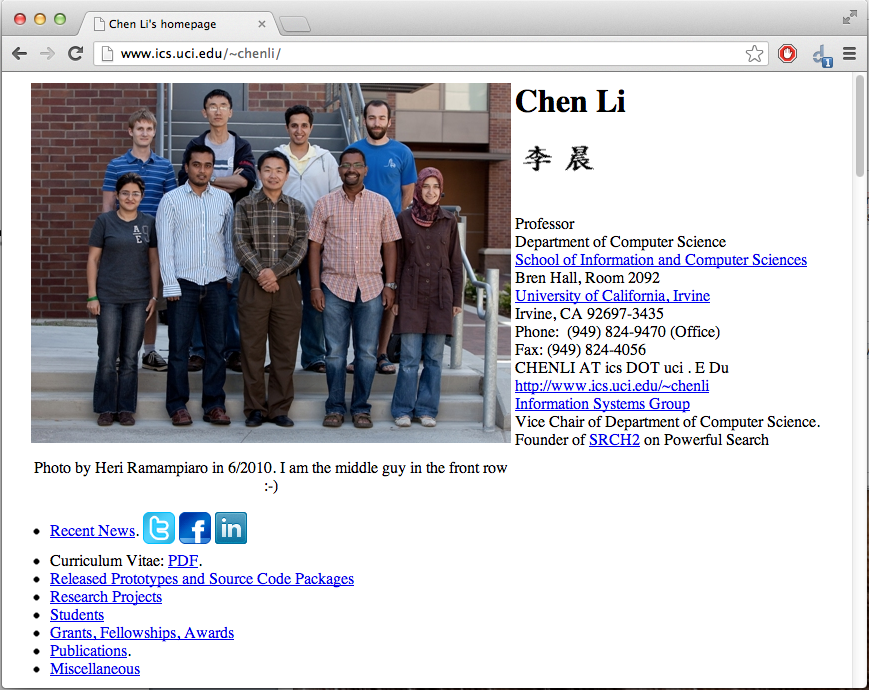 Chen Li's homepage
www.ics.uci.edu/~chenli/
1
Chen Li
李 晨
Professor
Department of Computer Science
School of Information and Computer Sciences
Bren Hall, Room 2092
University of California, Irvine
Irvine, CA 92697-3435
Phone:  (949) 824-9470 (Office)
Fax: (949) 824-4056
CHENLI AT ics DOT uci . E Du
http://www.ics.uci.edu/~chenli
Information Systems Group
Vice Chair of Department of Computer Science.
Founder of SRCH2 on Powerful Search
Photo by Heri Ramampiaro in 6/2010. I am the middle guy in the front row
:-)
Recent News.
Curriculum Vitae: PDF.
Released Prototypes and Source Code Packages
Research Projects
Students
Grants, Fellowships, Awards
Publications.
Miscellaneous